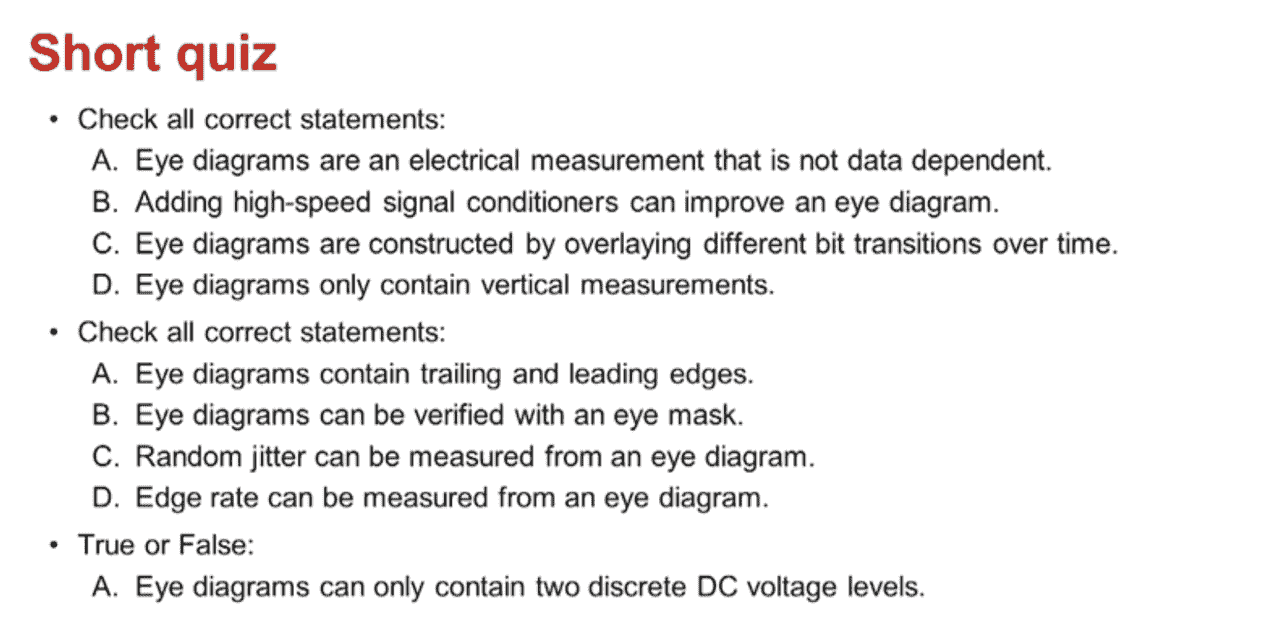 Short quiz
• Check all correct statements:
A. Eye diagrams are an electrical measurement that is not data dependent.
B. Adding high-speed signal conditioners can improve an eye diagram.
C. Eye diagrams are constructed by overlaying different bit transitions over time.
D. Eye diagrams only contain vertical measurements.
• Check all correct statements:
A. Eye diagrams contain trailing and leading edges.
B. Eye diagrams can be verified with an eye mask.
C. Random jitter can be measured from an eye diagram.
D. Edge rate can be measured from an eye diagram.
• True or False:
A. Eye diagrams can only contain two discrete DC voltage levels.